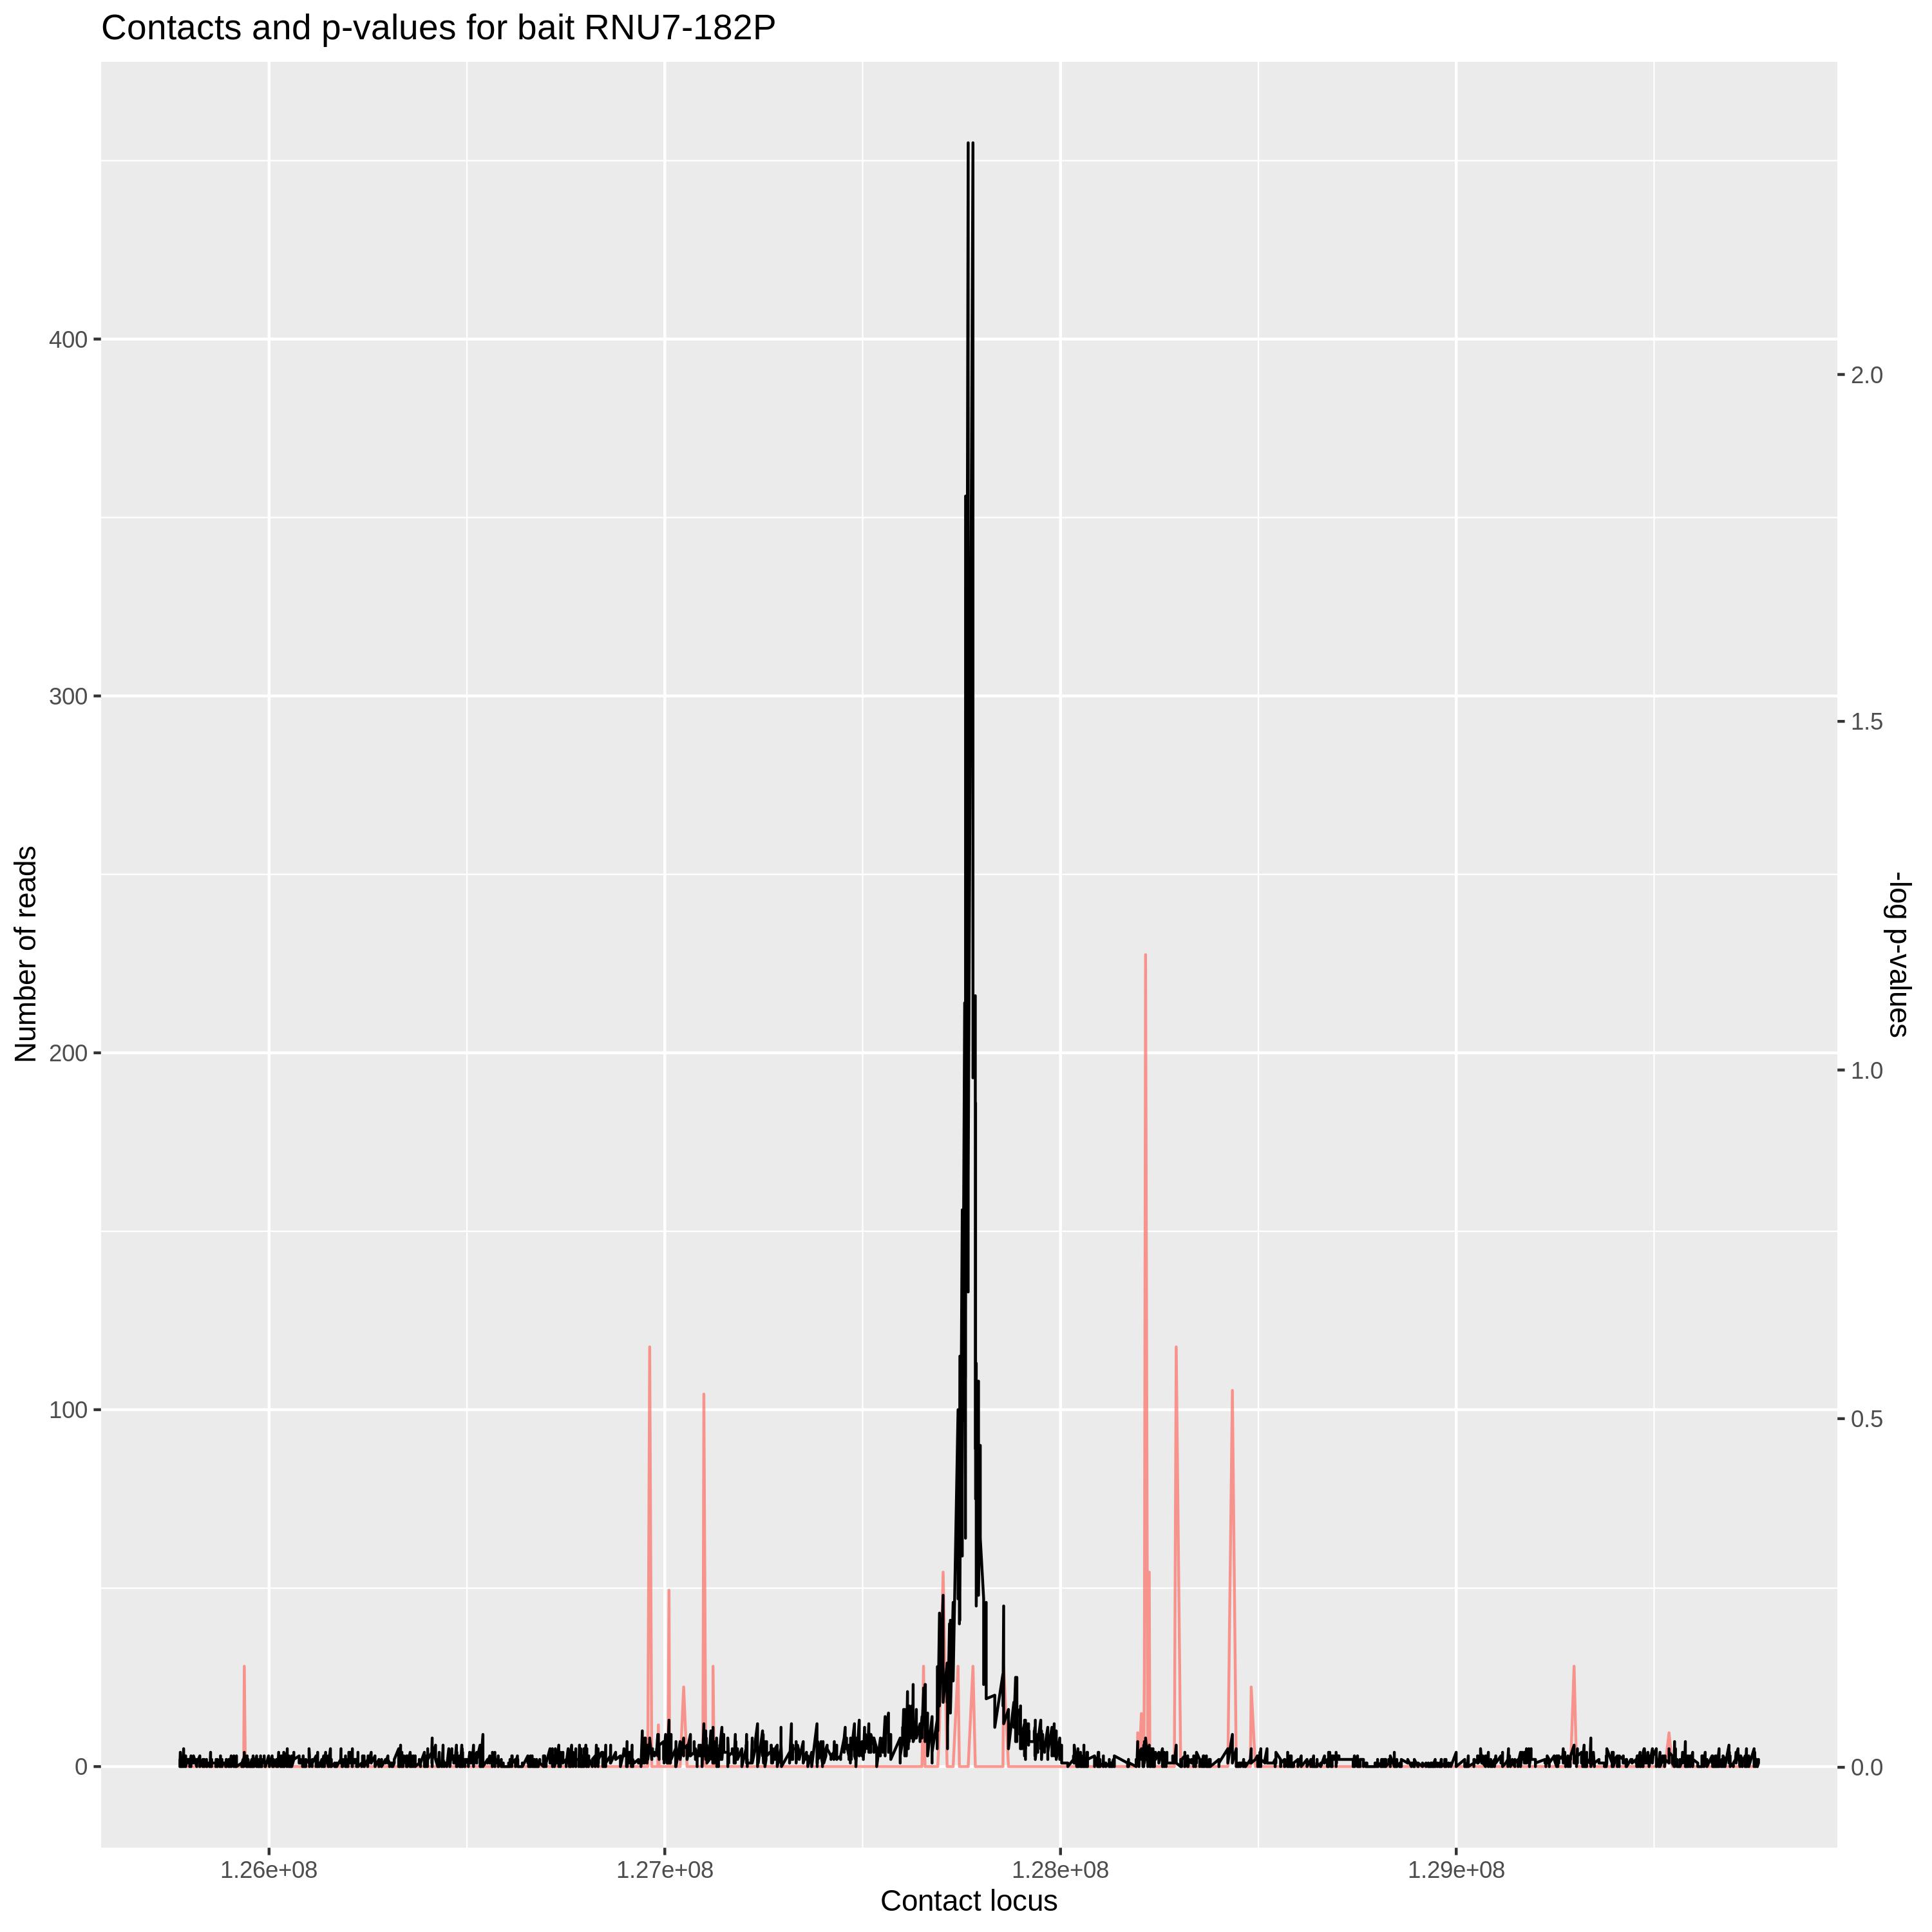 Contacts and p-values for bait RNU7-182P
400
300
200
100
0
Number of reads
2.0
1.5
1.0
0.5
0.0
-log p-values
1.26e+08
1.27e+08
1.28e+08
1.29e+08
Contact locus